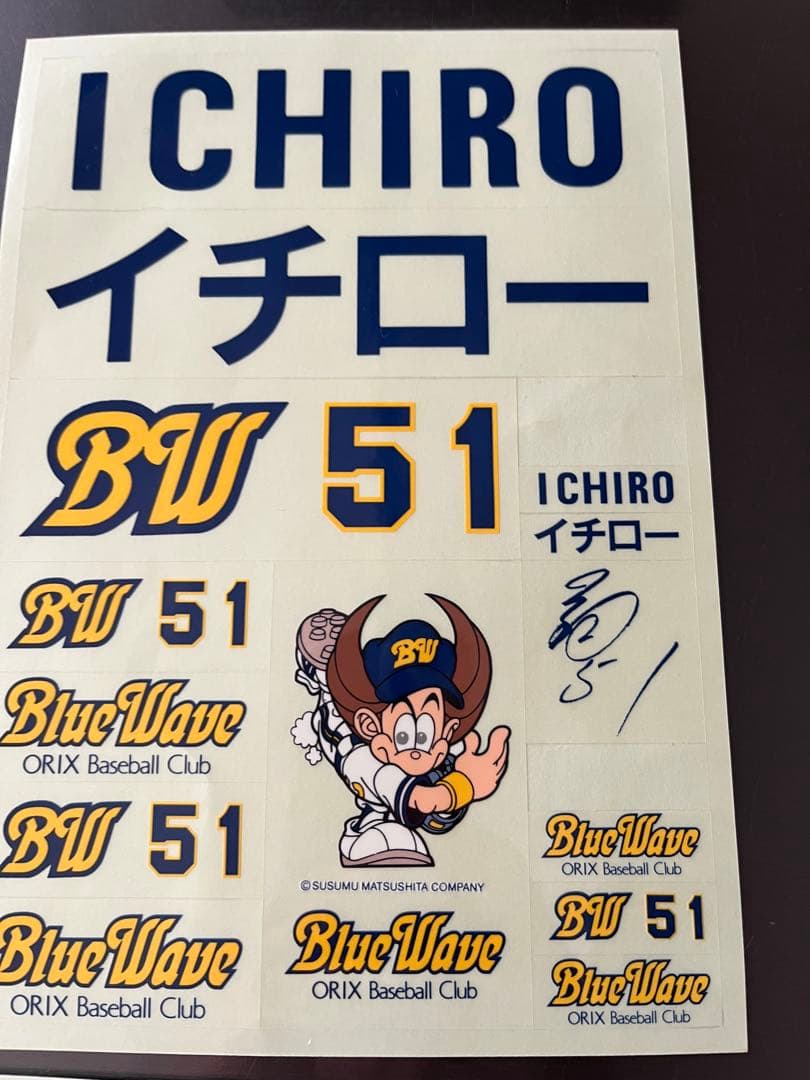 ICHIRO
イチロー
BW 51
ICHIRO
イチロー
51
BW 51
BlueWave
ORIX Baseball Club
BW 51
BlueWave
ORIX Baseball Club
BW
©SUSUMU MATSUSHITA COMPANY
BlueWave
ORIX Baseball Club
BlueWave
ORIX Baseball Club
BW 51
BlueWave
ORIX Baseball Club